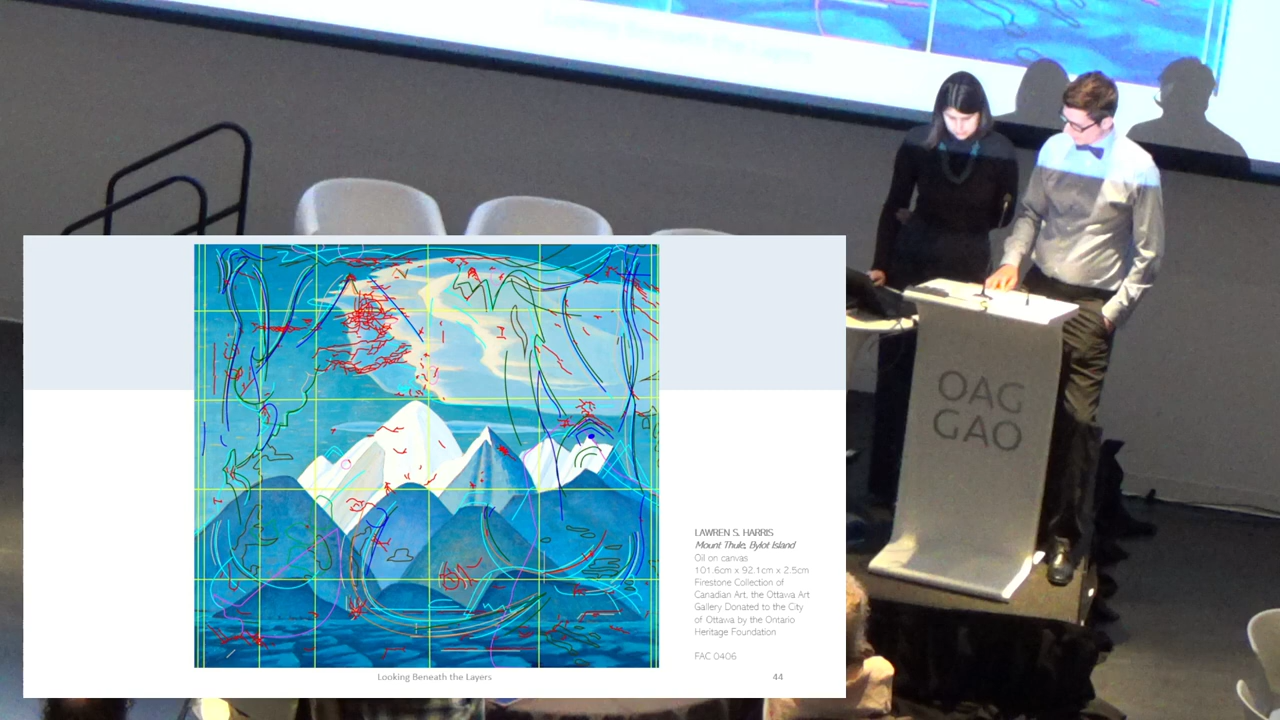 OAG
GAO
LAWREN S. HARRIS
Mount Thule, Bylot Island
Oil on canvas
101.6cm x 92.1cm x 2.5cm
Firestone Collection of
Canadian Art, the Ottawa Art
Gallery Donated to the City
of Ottawa by the Ontario
Heritage Foundation
FAC 0406
Looking Beneath the Layers
44